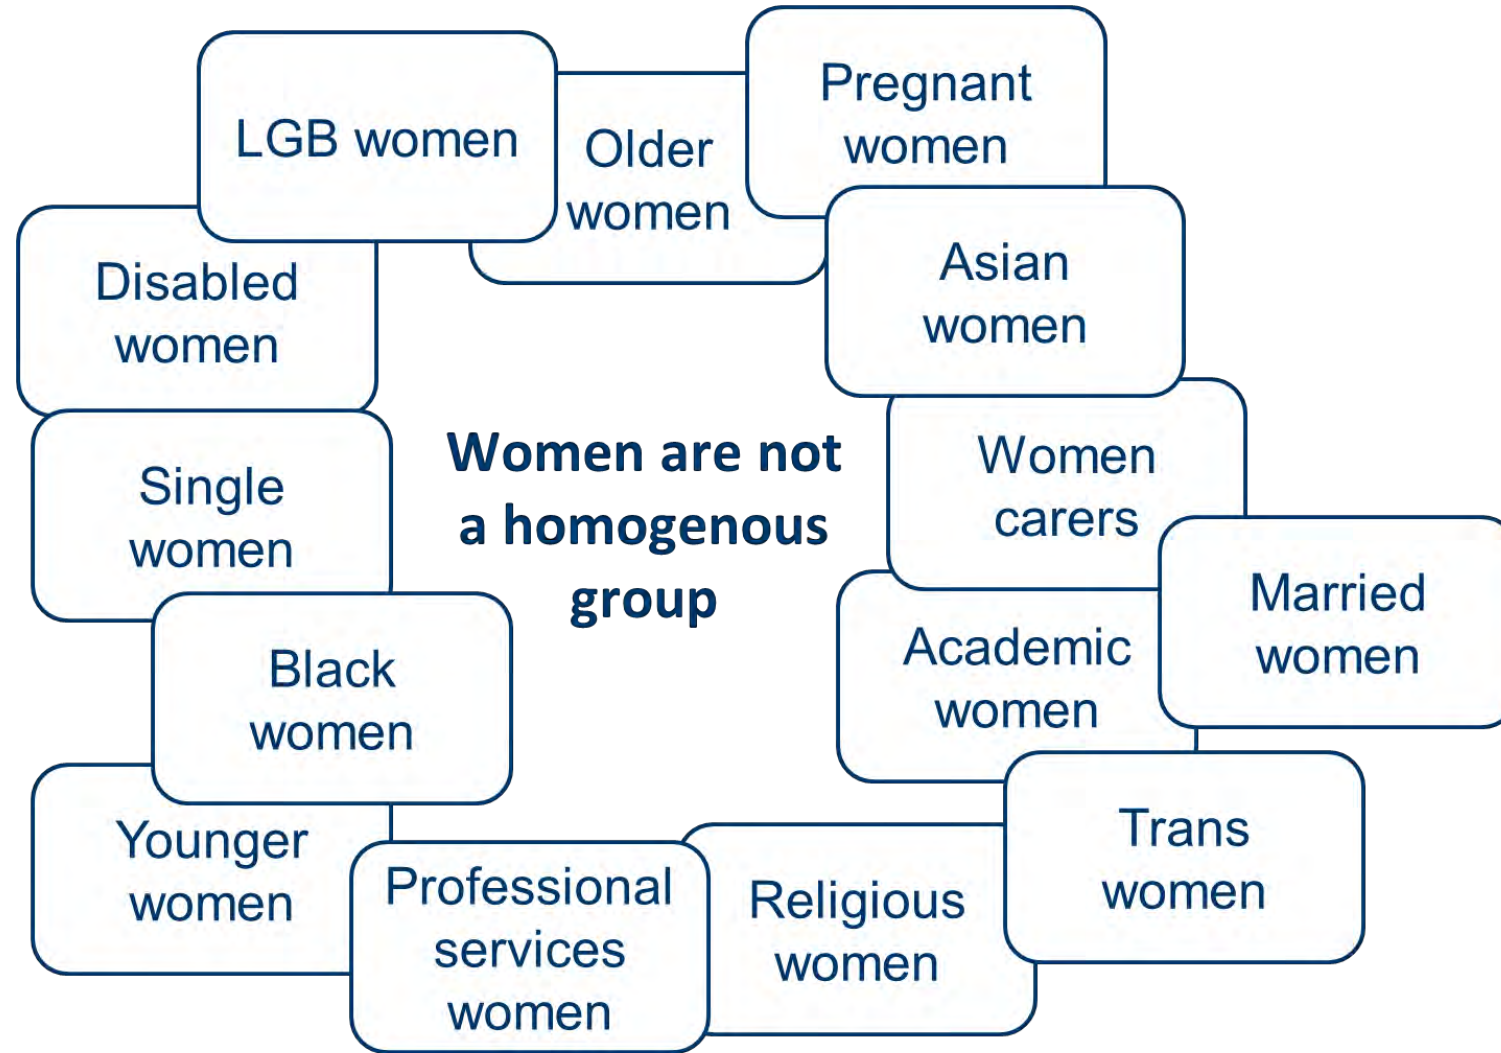 LGB women
Older
women
Pregnant
women
Asian
women
Disabled
women
Women are not
a homogenous
group
Single
women
Women
carers
Married
women
Black
women
Academic
women
Younger
women
Professional
services
women
Religious
women
Trans
women